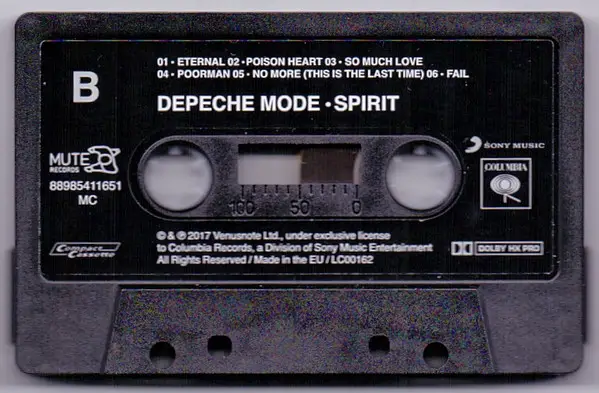 B
01 • ETERNAL 02 • POISON HEART 03 • SO MUCH LOVE
04 • POORMAN 05 • NO MORE (THIS IS THE LAST TIME) 06 • FAIL
DEPECHE MODE • SPIRIT
MUTE
RECORDS
88985411651
MC
SONY MUSIC
COLUMBIA
100 50 0
© & ℗ 2017 Venusnote Ltd., under exclusive license
to Columbia Records, a Division of Sony Music Entertainment
All Rights Reserved / Made in the EU / LC00162
Compact
Cassette
DOLBY HX PRO